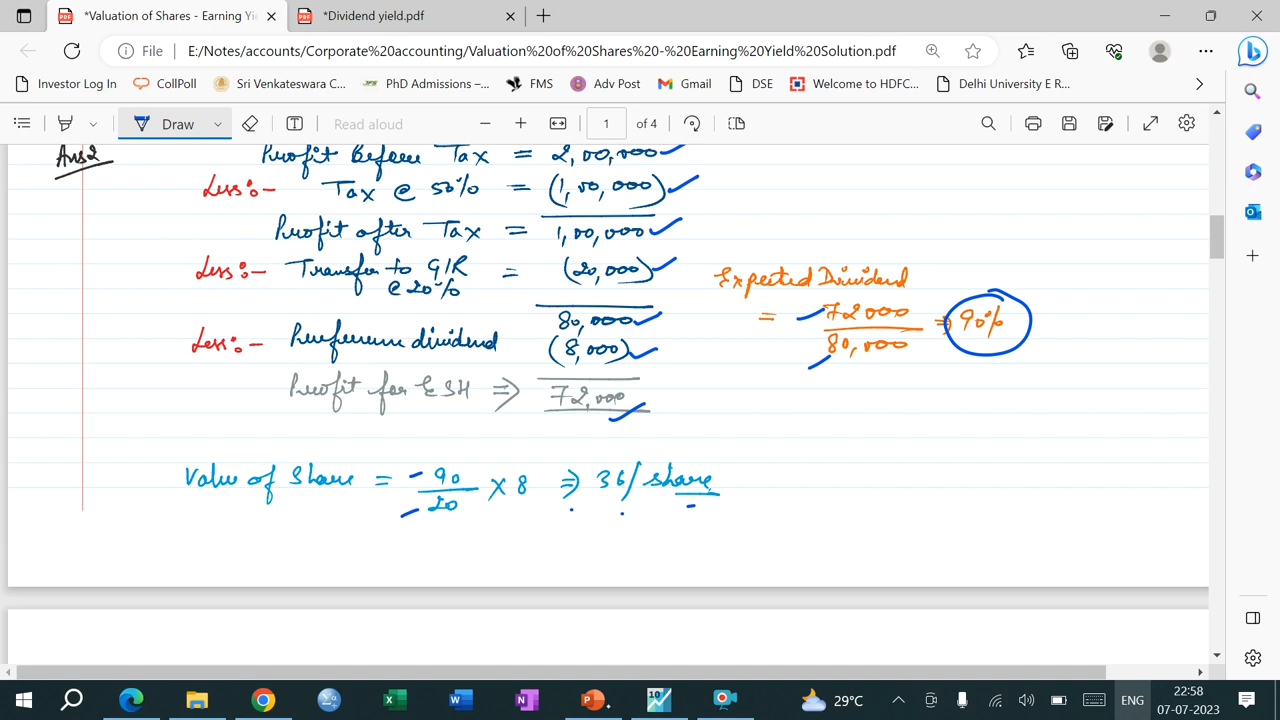 *Valuation of Shares - Earning Yi
*Dividend yield.pdf
File
E:/Notes/accounts/Corporate%20accounting/Valuation%20of%20Shares%20-%20Earning%20Yield%20Solution.pdf
Investor Log In
CollPoll
Sri Venkateswara C...
PhD Admissions –...
FMS
Adv Post
Gmail
DSE
Welcome to HDFC...
Delhi University E R...
Draw
Read aloud
1
of 4
Ans2
Profit Before Tax = 2,00,000
Less:- Tax @ 50% = (1,00,000)
Profit after Tax = 1,00,000
Less:- Transfer to G/R = (20,000)
@ 20%
80,000
Less:- Preference dividend (8,000)
Profit for ESH ⇒ 72,000
Expected Dividend
= 72000 ⇒ 90%
80,000
Value of Share = 90 × 8 ⇒ 36/share
20
29°C
ENG
22:58
07-07-2023